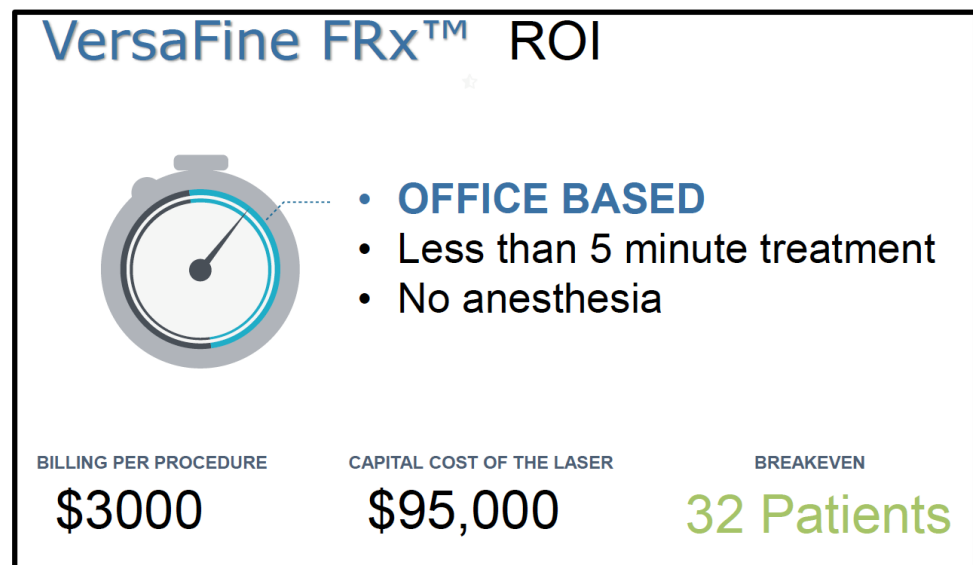 VersaFine FRx™ ROI
• OFFICE BASED
• Less than 5 minute treatment
• No anesthesia
BILLING PER PROCEDURE
CAPITAL COST OF THE LASER
BREAKEVEN
$3000
$95,000
32 Patients